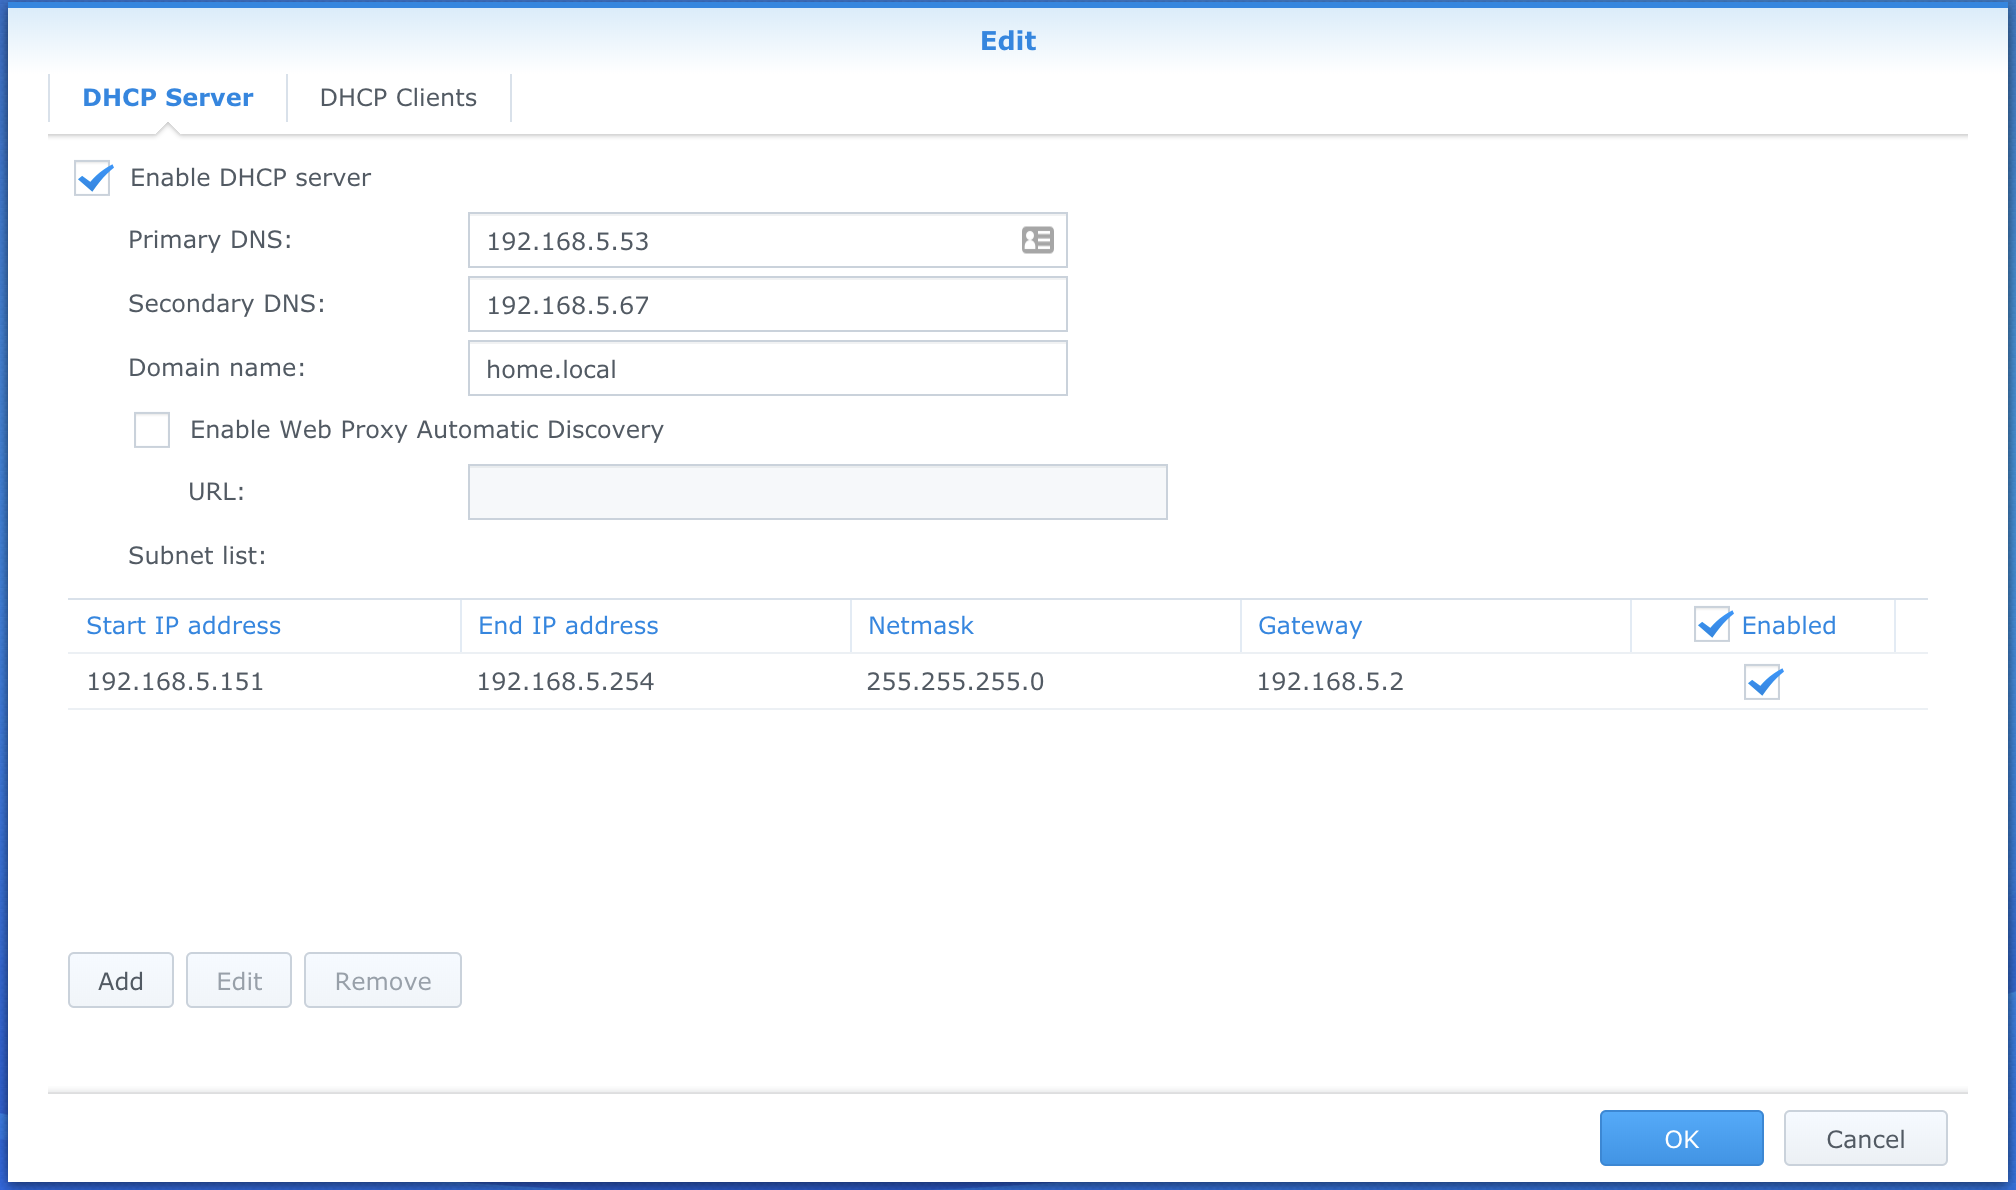 Edit
DHCP Server DHCP Clients
Enable DHCP server
Primary DNS: 192.168.5.53
Secondary DNS: 192.168.5.67
Domain name: home.local
Enable Web Proxy Automatic Discovery
URL:
Subnet list:
Start IP address End IP address Netmask Gateway Enabled
192.168.5.151 192.168.5.254 255.255.255.0 192.168.5.2
Add Edit Remove
OK Cancel